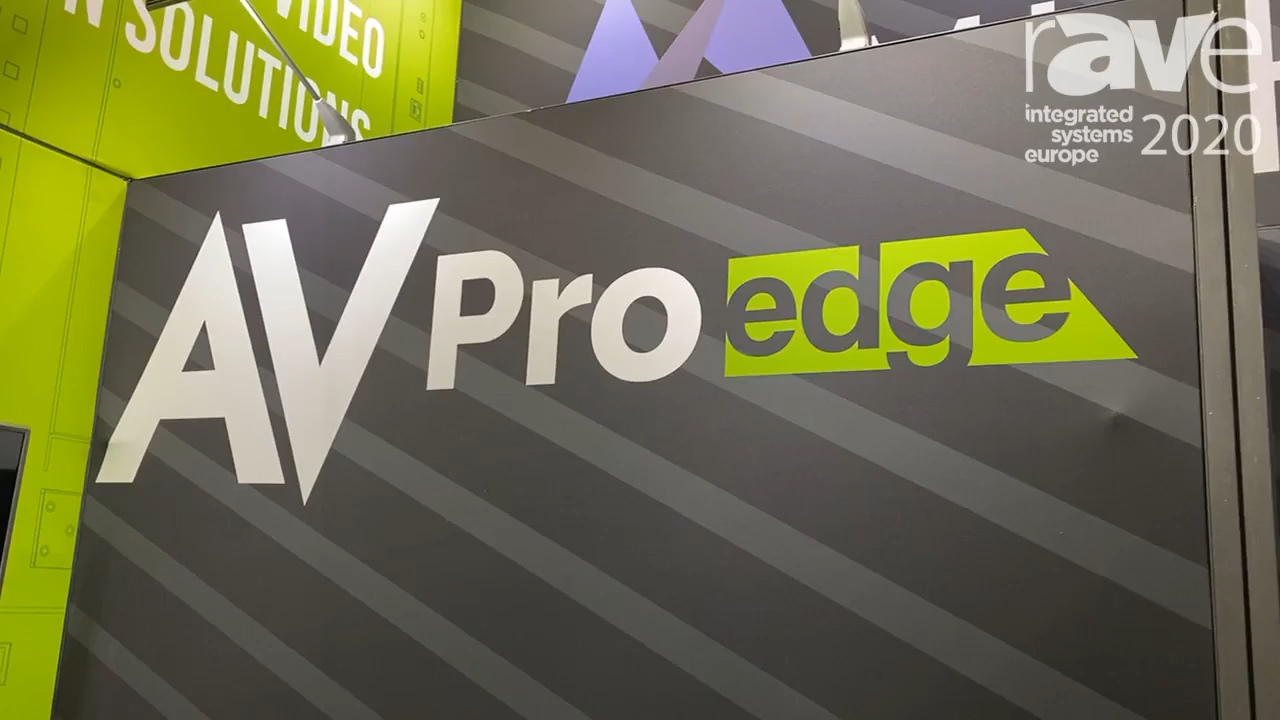 VIDEO
N SOLUTIONS
rave
integrated
systems
europe 2020
AV Pro edge